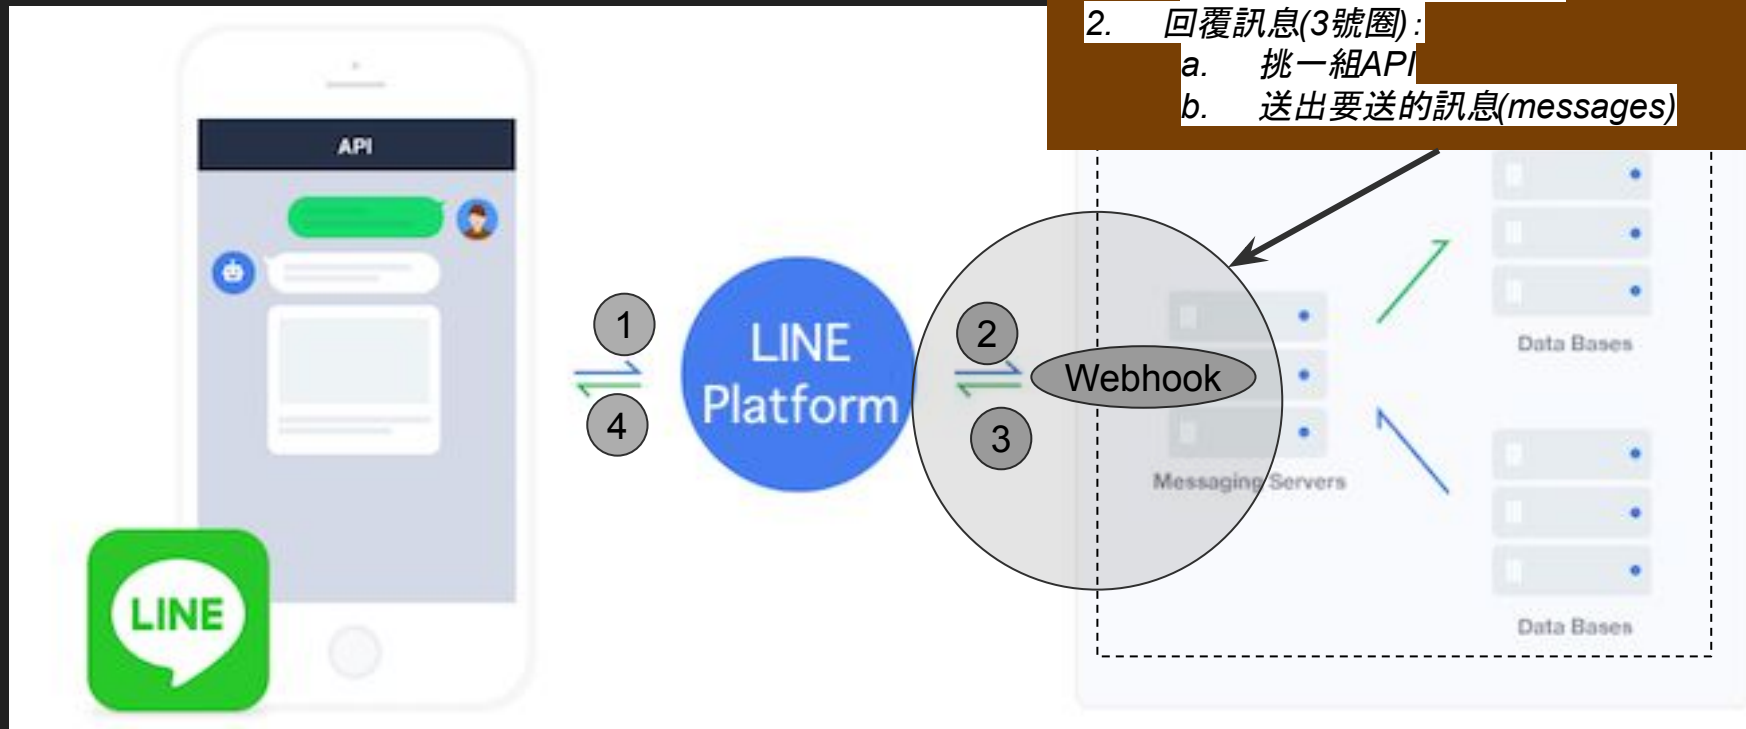 2. 回覆訊息(3號圈):
a. 挑一組API
b. 送出要送的訊息(messages)
API
LINE
1
4
LINE
Platform
2
3
Webhook
Messaging Servers
Data Bases
Data Bases